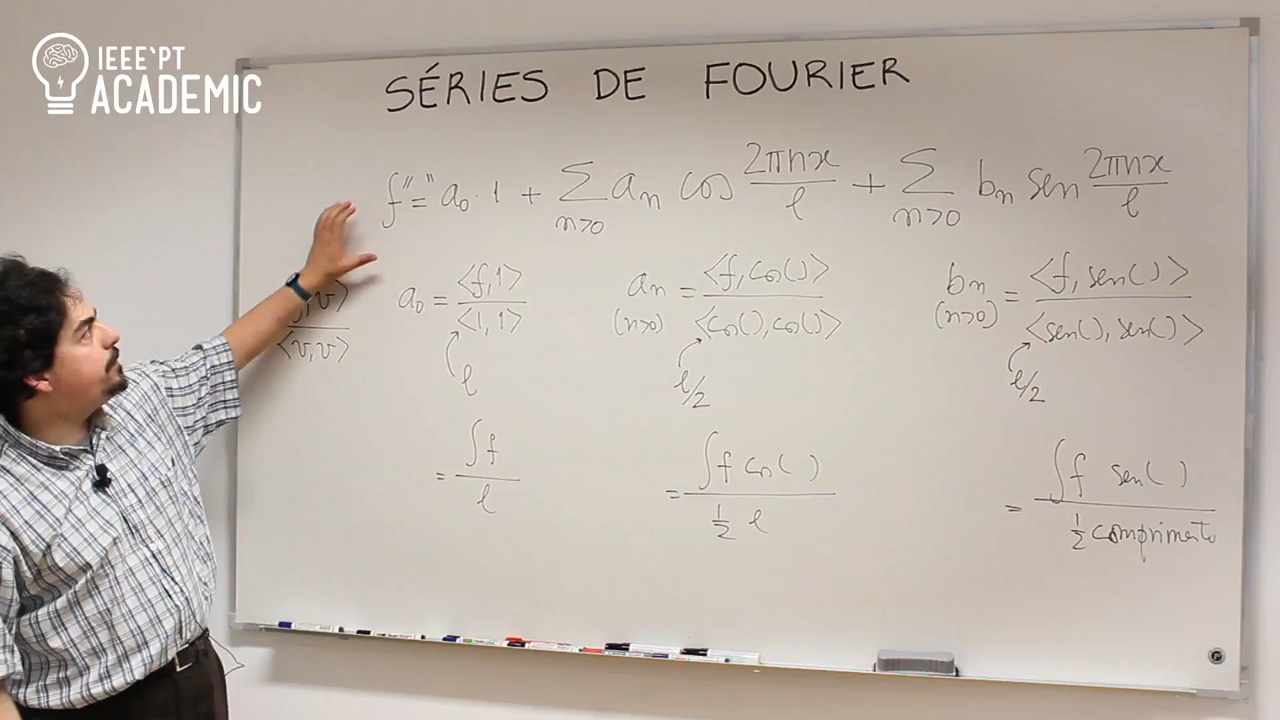 IEEE`PT
ACADEMIC
SÉRIES DE FOURIER
f "=" a₀ · 1 + ∑ₙ>₀ aₙ cos 2πnx/ℓ + ∑ₙ>₀ bₙ sen 2πnx/ℓ
,v> / <v,v>
a₀ = <f,1> / <1,1>
ℓ
= ∫f / ℓ
aₙ (n>0) = <f,cos( )> / <cos( ),cos( )>
ℓ/2
= ∫f cos( ) / ½ ℓ
bₙ (n>0) = <f,sen( )> / <sen( ),sen( )>
ℓ/2
= ∫f sen( ) / ½ comprimento